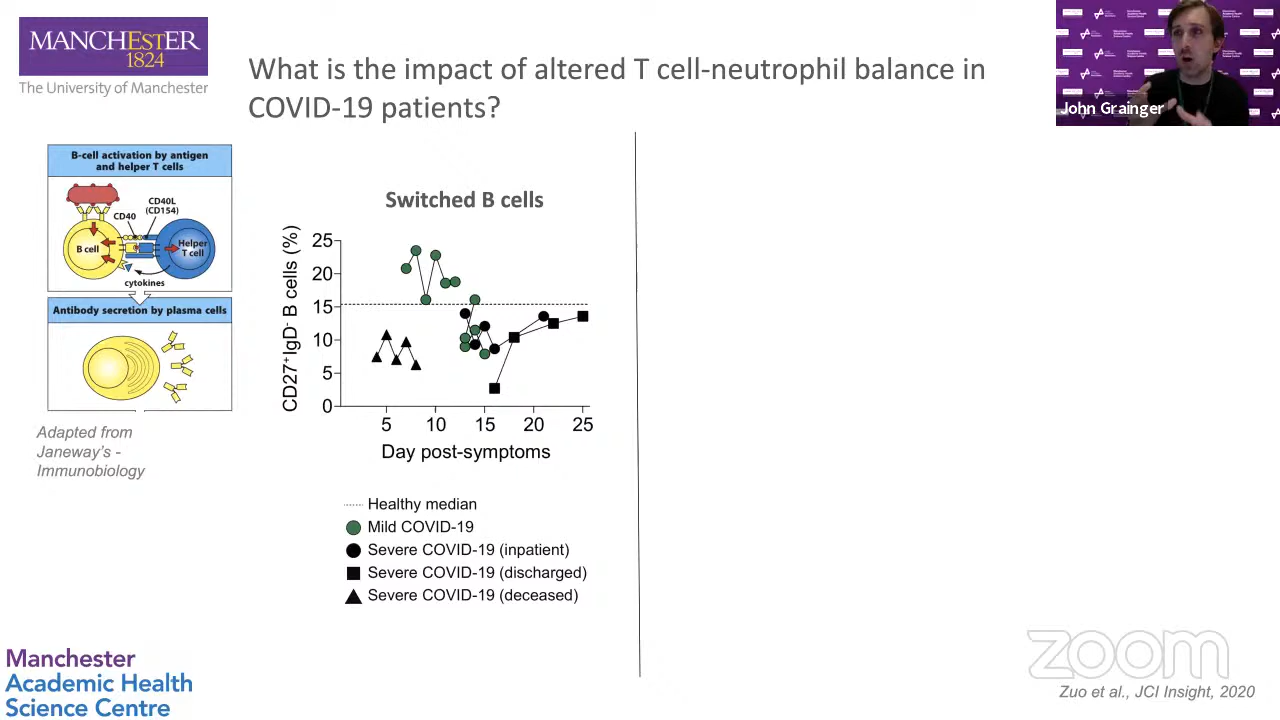 MANCHESTER
1824
The University of Manchester
What is the impact of altered T cell-neutrophil balance in
COVID-19 patients?
John Grainger
B-cell activation by antigen
and helper T cells
CD40
CD40L
(CD154)
B cell
Helper
T cell
cytokines
Antibody secretion by plasma cells
Adapted from
Janeway's -
Immunobiology
Switched B cells
CD27⁺IgD⁻ B cells (%)
25
20
15
10
5
0
5 10 15 20 25
Day post-symptoms
Healthy median
Mild COVID-19
Severe COVID-19 (inpatient)
Severe COVID-19 (discharged)
Severe COVID-19 (deceased)
Manchester
Academic Health
Science Centre
zoom
Zuo et al., JCI Insight, 2020